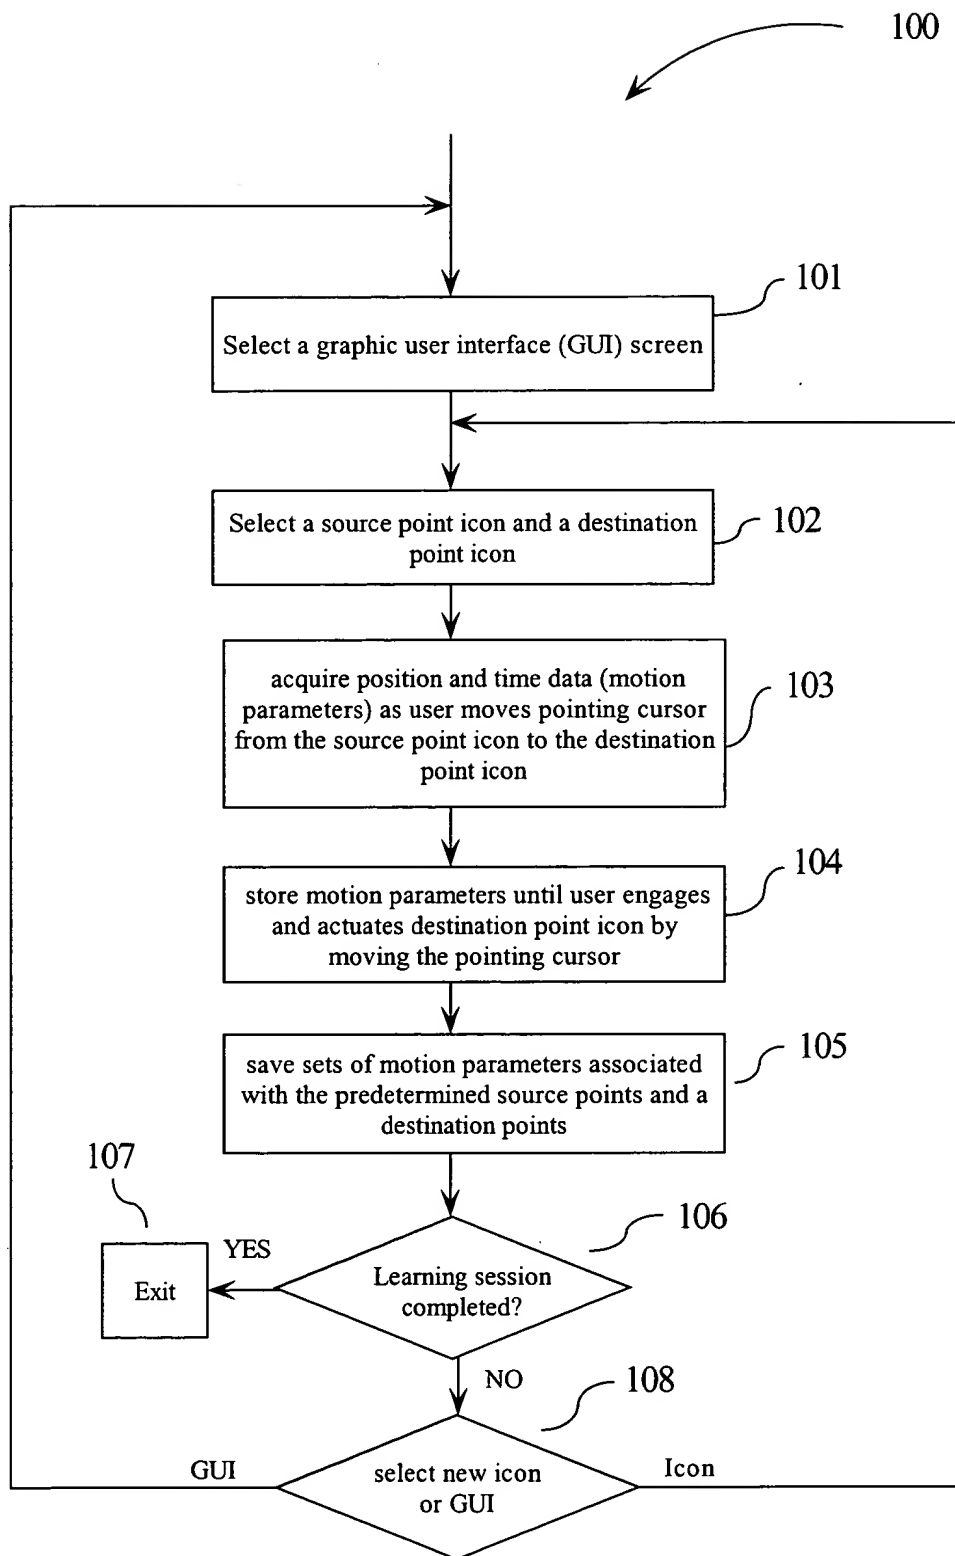 100
101
Select a graphic user interface (GUI) screen
Select a source point icon and a destination
point icon
102
acquire position and time data (motion
parameters) as user moves pointing cursor
from the source point icon to the destination
point icon
103
store motion parameters until user engages
and actuates destination point icon by
moving the pointing cursor
104
save sets of motion parameters associated
with the predetermined source points and a
destination points
105
107
106
YES
Exit
Learning session
completed?
NO
108
GUI
select new icon
or GUI
Icon